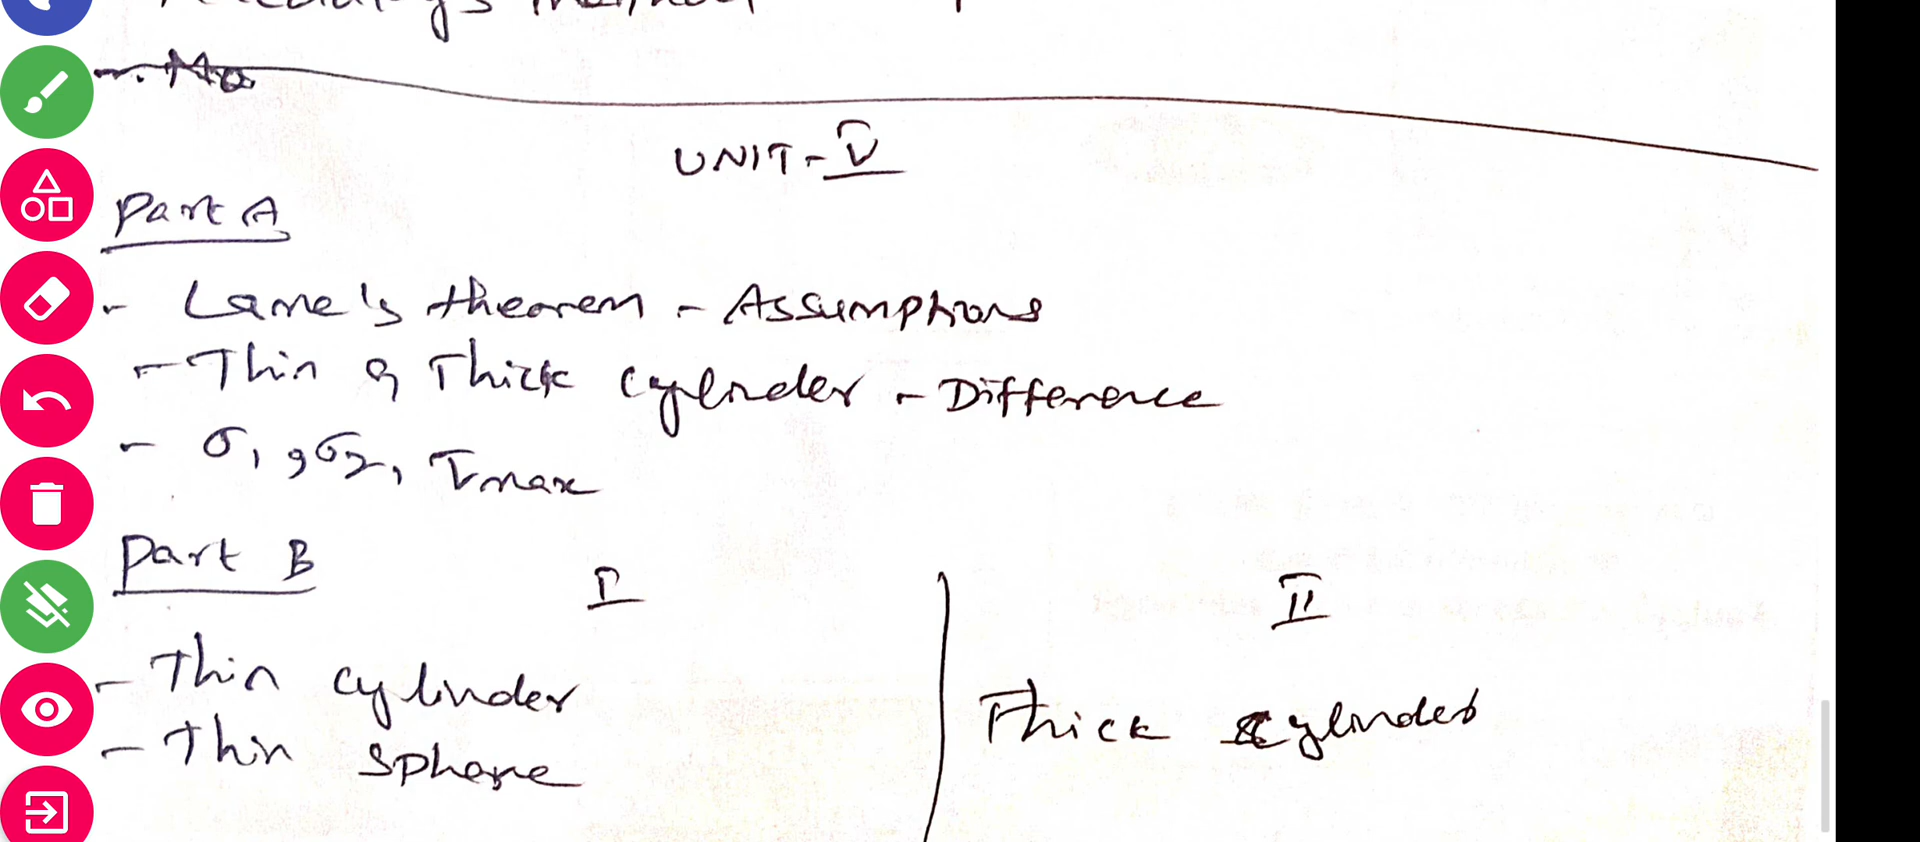 method
UNIT - V
Part A
- Lame's theorem - Assumptions
- Thin & Thick cylinder - Difference
- σ1, σ2, τmax
Part B
I
II
- Thin cylinder
- Thin sphere
Thick cylinder